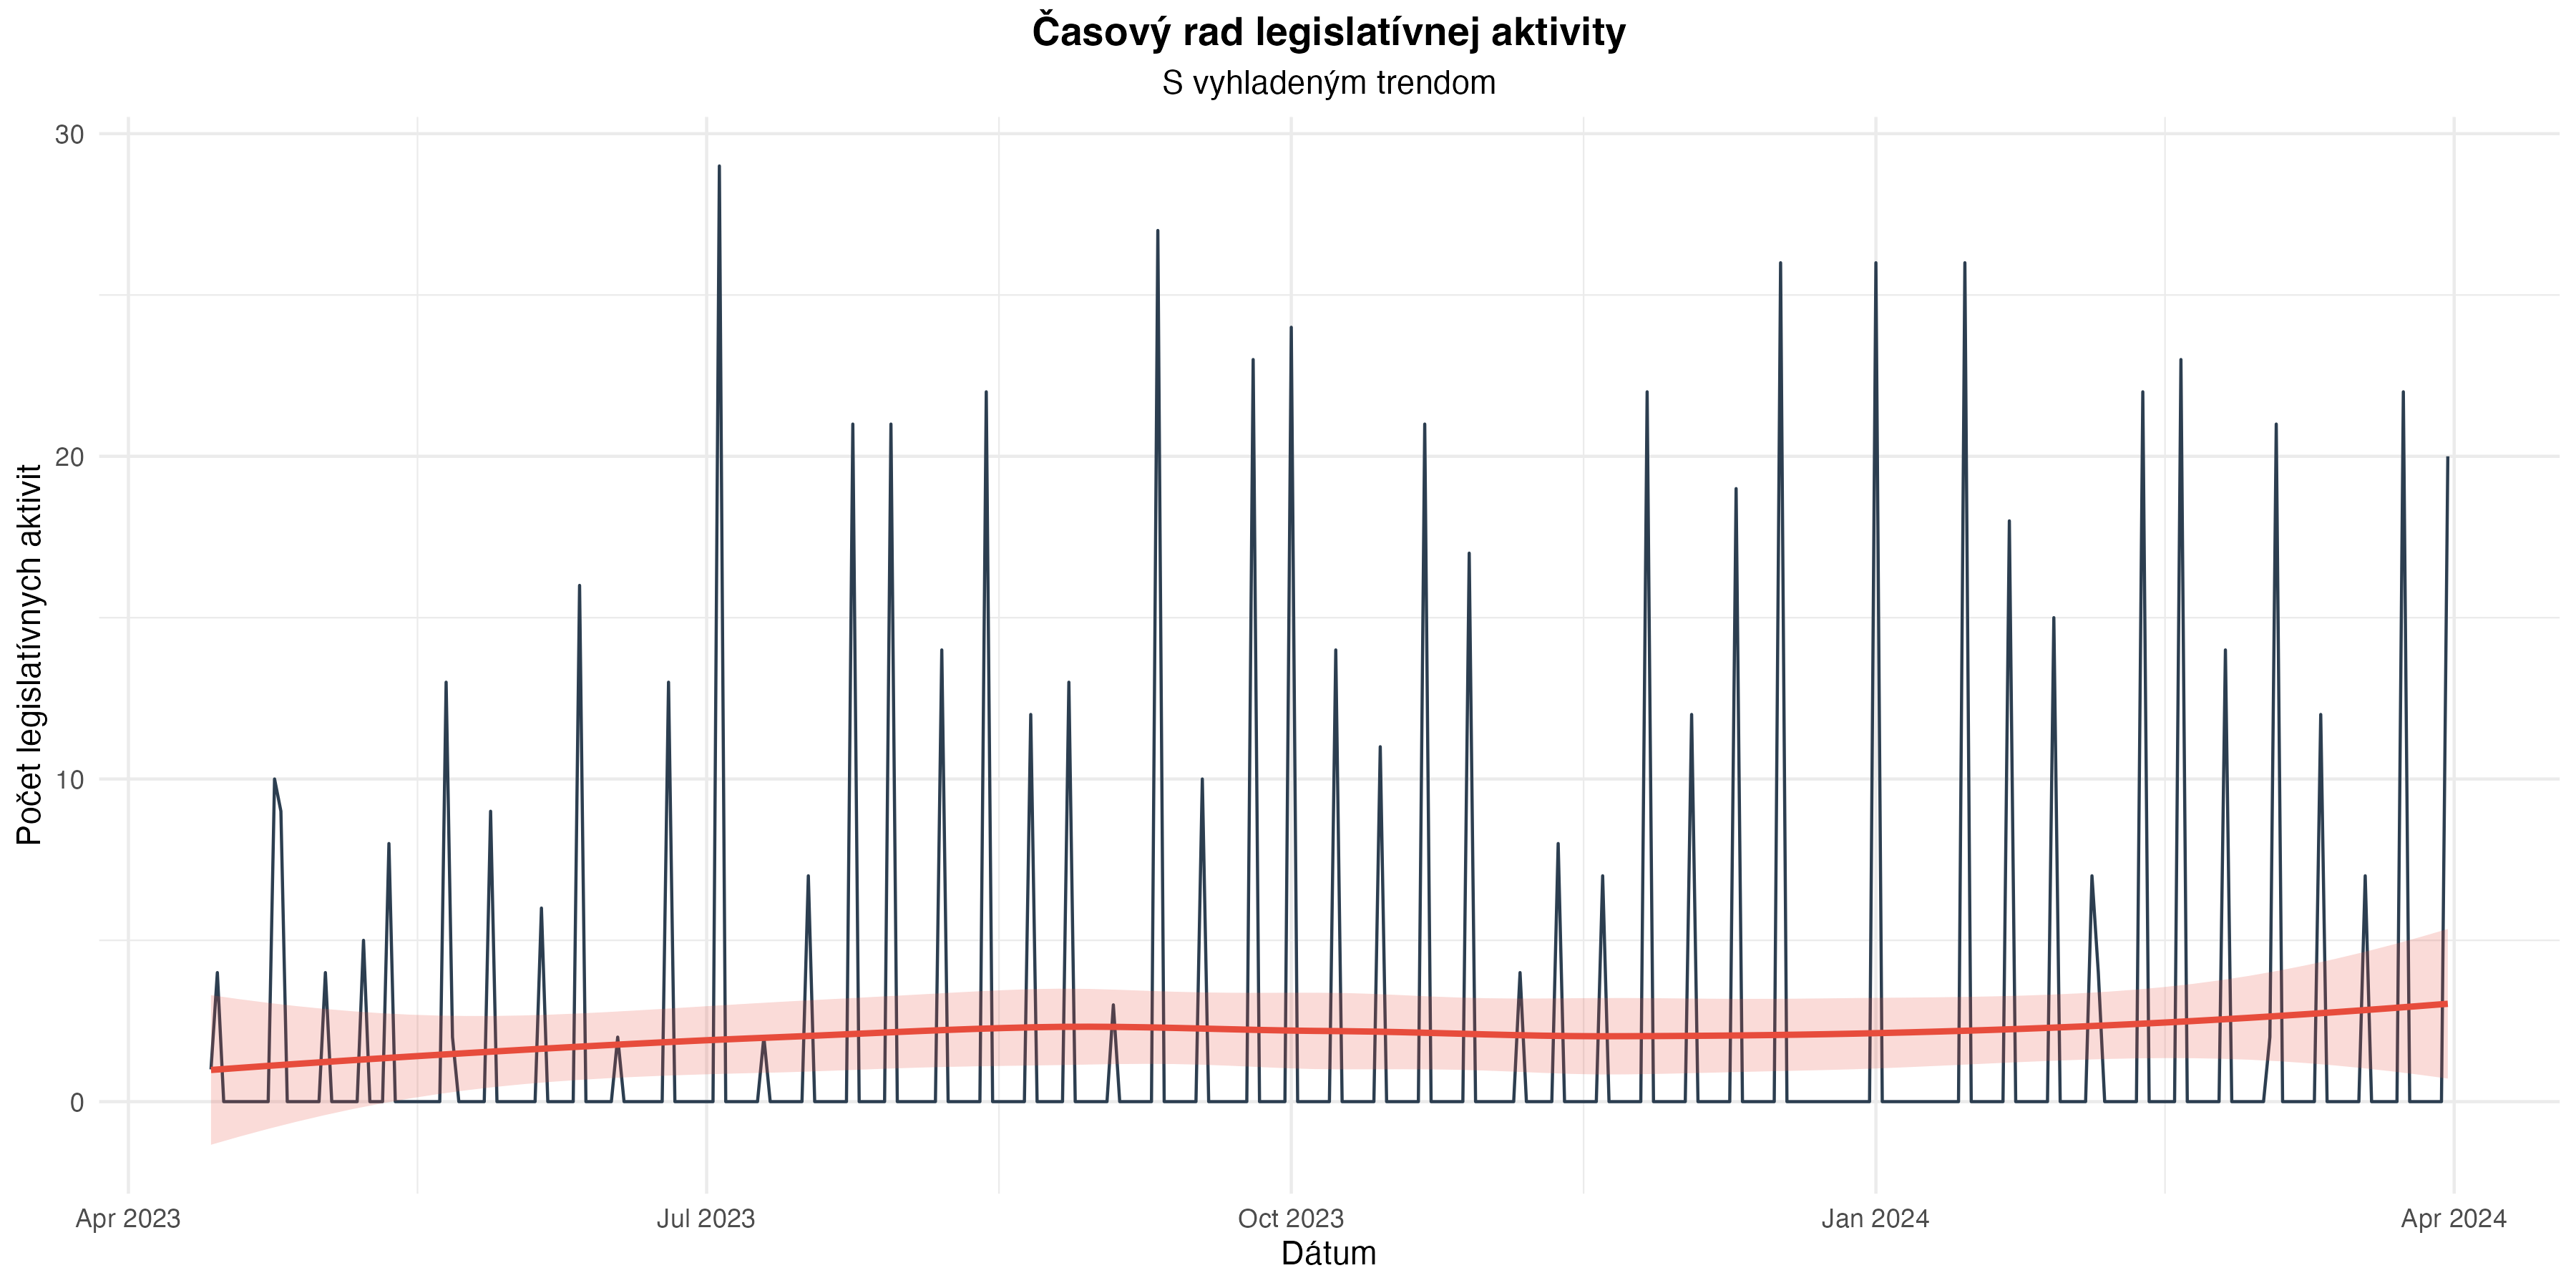 Časový rad legislatívnej aktivity
S vyhladeným trendom
Počet legislatívnych aktivit
30
20
10
0
Apr 2023
Jul 2023
Oct 2023
Jan 2024
Apr 2024
Dátum